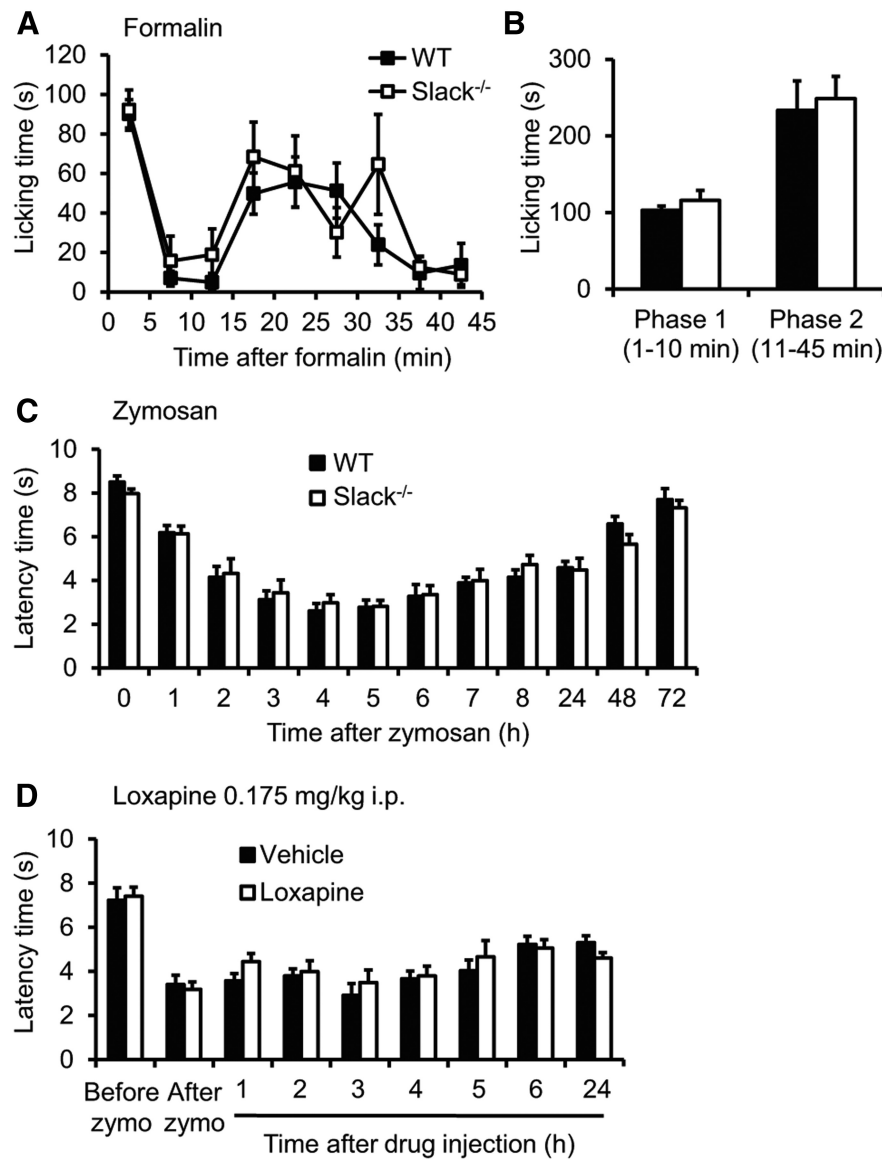 A Formalin
120
100
80
60
40
20
0
Licking time (s)
WT
Slack-/-
0 5 10 15 20 25 30 35 40 45
Time after formalin (min)
B
300
200
100
0
Licking time (s)
Phase 1 Phase 2
(1-10 min) (11-45 min)
C Zymosan
10
8
6
4
2
0
Latency time (s)
WT
Slack-/-
0 1 2 3 4 5 6 7 8 24 48 72
Time after zymosan (h)
D Loxapine 0.175 mg/kg i.p.
10
8
6
4
2
0
Latency time (s)
Vehicle
Loxapine
Before After 1 2 3 4 5 6 24
zymo zymo
Time after drug injection (h)